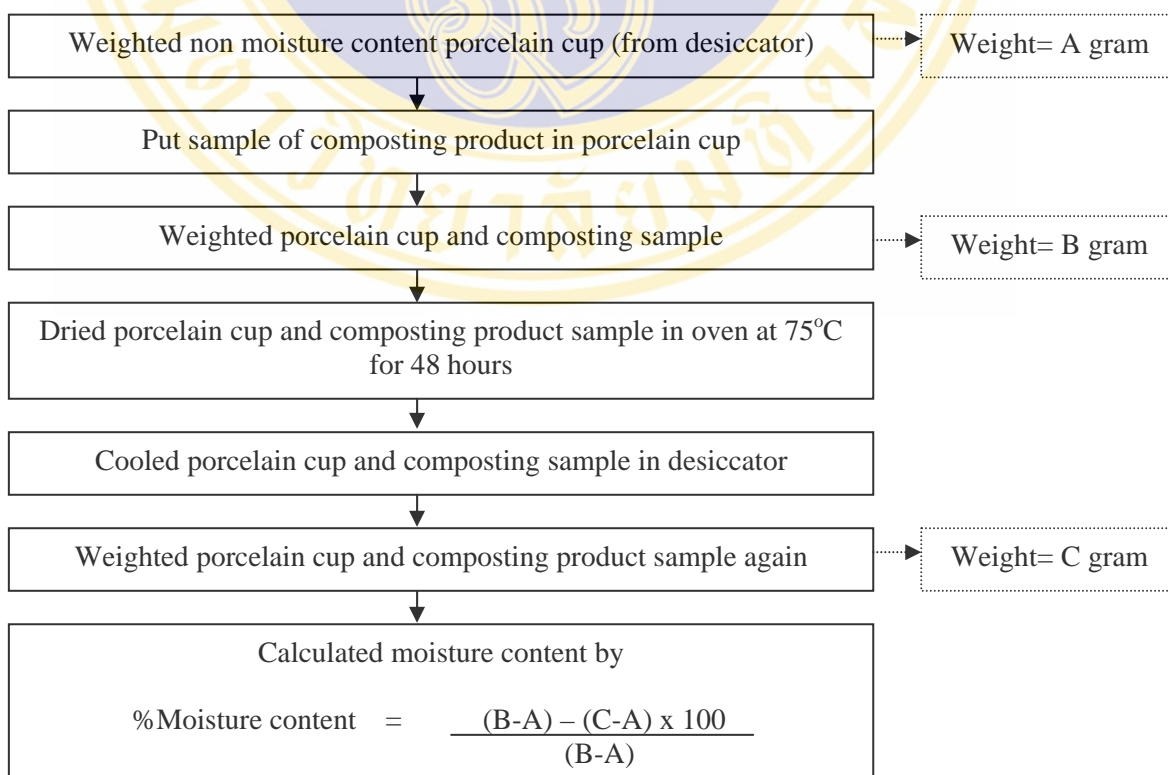 Weighted non moisture content porcelain cup (from desiccator)
Weight= A gram
Put sample of composting product in porcelain cup
Weighted porcelain cup and composting sample
Weight= B gram
Dried porcelain cup and composting product sample in oven at 75°C
for 48 hours
Cooled porcelain cup and composting sample in desiccator
Weighted porcelain cup and composting product sample again
Weight= C gram
Calculated moisture content by
%Moisture content = (B-A) – (C-A) x 100
(B-A)